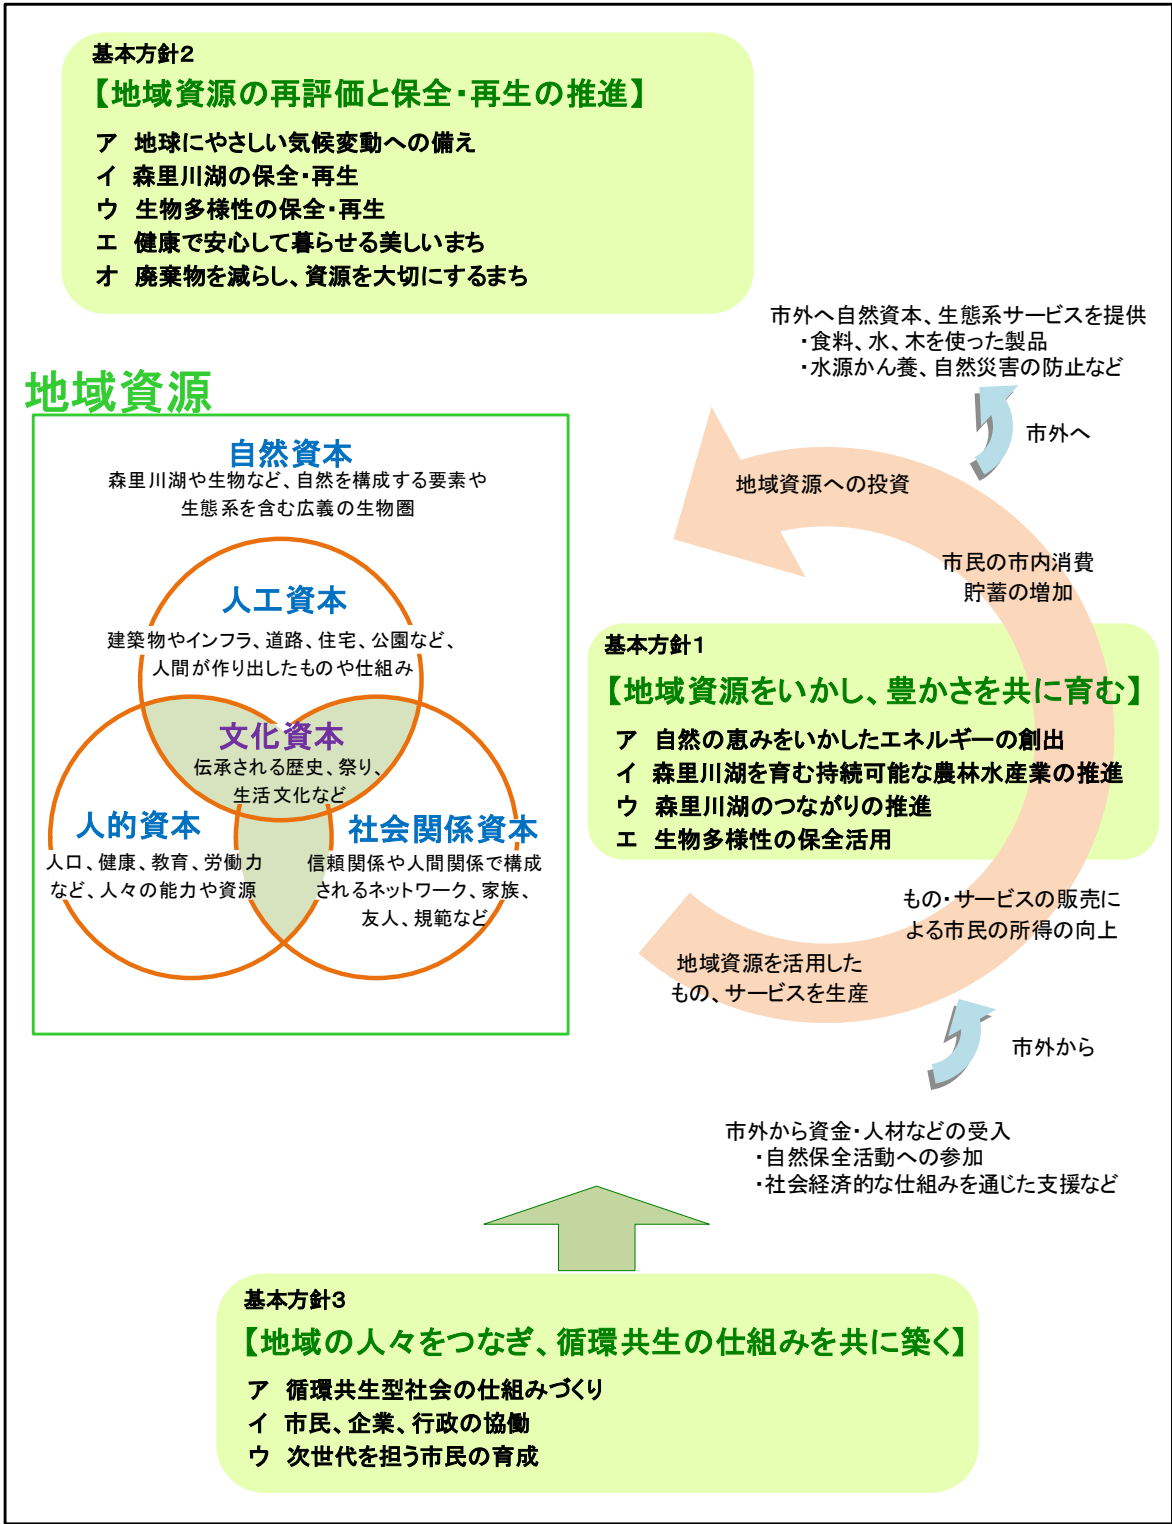 基本方針2
【地域資源の再評価と保全・再生の推進】
ア 地球にやさしい気候変動への備え
イ 森里川湖の保全・再生
ウ 生物多様性の保全・再生
エ 健康で安心して暮らせる美しいまち
オ 廃棄物を減らし、資源を大切にするまち
市外へ自然資本、生態系サービスを提供
・食料、水、木を使った製品
・水源かん養、自然災害の防止など
市外へ
地域資源
自然資本
森里川湖や生物など、自然を構成する要素や
生態系を含む広義の生物圏
人工資本
建築物やインフラ、道路、住宅、公園など、
人間が作り出したものや仕組み
文化資本
伝承される歴史、祭り、
生活文化など
人的資本
人口、健康、教育、労働力
など、人々の能力や資源
社会関係資本
信頼関係や人間関係で構成
されるネットワーク、家族、
友人、規範など
地域資源への投資
市民の市内消費
貯蓄の増加
基本方針1
【地域資源をいかし、豊かさを共に育む】
ア 自然の恵みをいかしたエネルギーの創出
イ 森里川湖を育む持続可能な農林水産業の推進
ウ 森里川湖のつながりの推進
エ 生物多様性の保全活用
もの・サービスの販売に
よる市民の所得の向上
地域資源を活用した
もの、サービスを生産
市外から
市外から資金・人材などの受入
・自然保全活動への参加
・社会経済的な仕組みを通じた支援など
基本方針3
【地域の人々をつなぎ、循環共生の仕組みを共に築く】
ア 循環共生型社会の仕組みづくり
イ 市民、企業、行政の協働
ウ 次世代を担う市民の育成